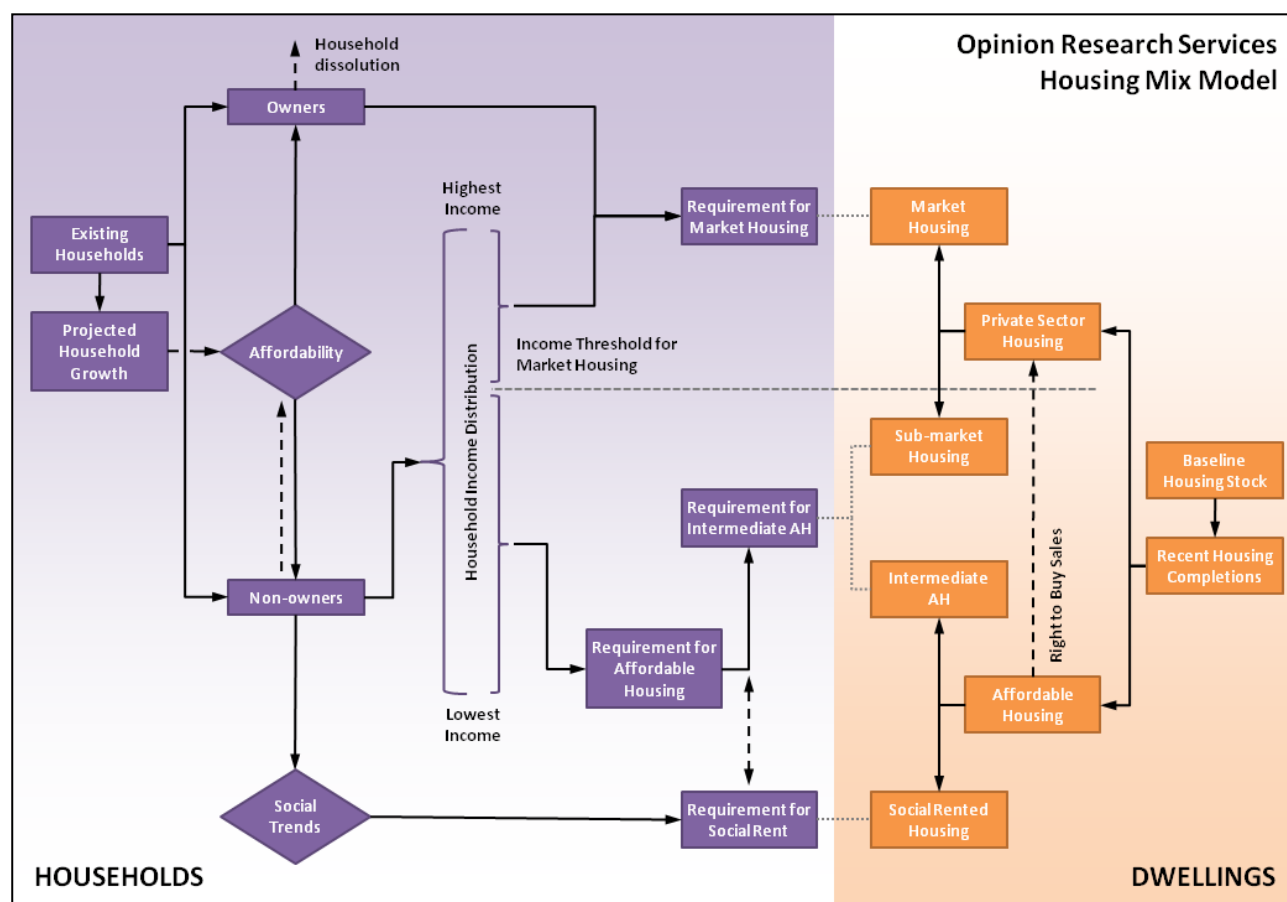 Opinion Research Services
Housing Mix Model
Household
dissolution
Owners
Highest
Income
Requirement for
Market Housing
Market
Housing
Existing
Households
Projected
Household
Growth
Affordability
Income Threshold for
Market Housing
Private Sector
Housing
Household Income Distribution
Sub-market
Housing
Baseline
Housing Stock
Requirement for
Intermediate AH
Recent Housing
Completions
Intermediate
AH
Non-owners
Right to Buy Sales
Requirement for
Affordable
Housing
Affordable
Housing
Lowest
Income
Social
Trends
Requirement for
Social Rent
Social Rented
Housing
HOUSEHOLDS
DWELLINGS